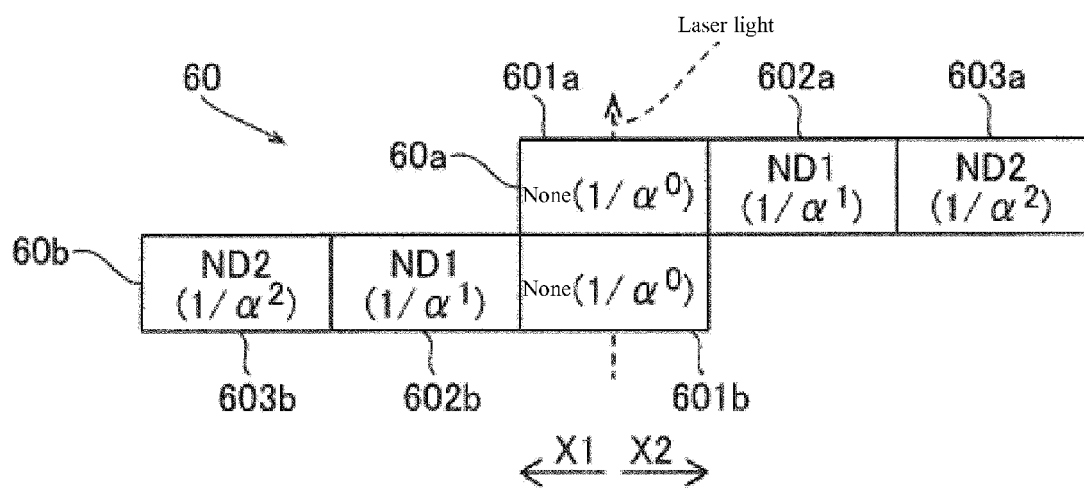 Laser light
60
601a
602a
603a
60a
None(1/α⁰)
ND1
(1/α¹)
ND2
(1/α²)
60b
ND2
(1/α²)
ND1
(1/α¹)
None(1/α⁰)
603b
602b
601b
X1
X2